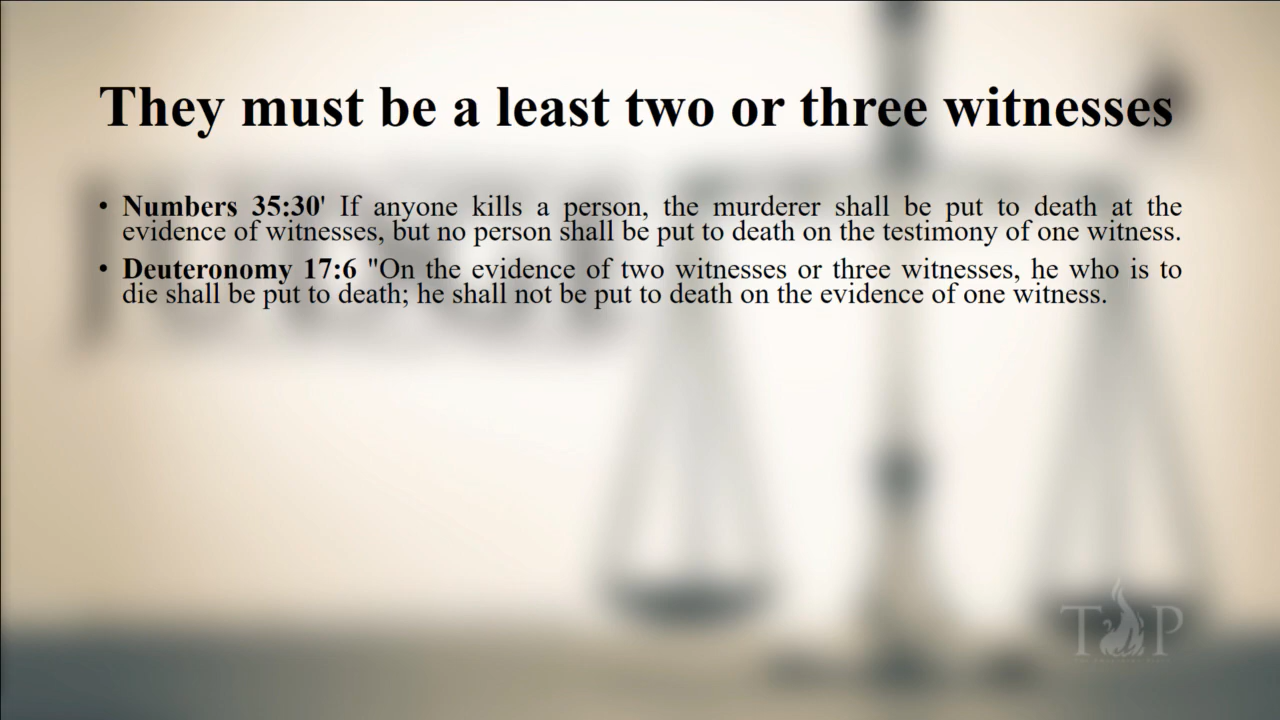 They must be a least two or three witnesses
• Numbers 35:30' If anyone kills a person, the murderer shall be put to death at the
evidence of witnesses, but no person shall be put to death on the testimony of one witness.
• Deuteronomy 17:6 "On the evidence of two witnesses or three witnesses, he who is to
die shall be put to death; he shall not be put to death on the evidence of one witness.
T P